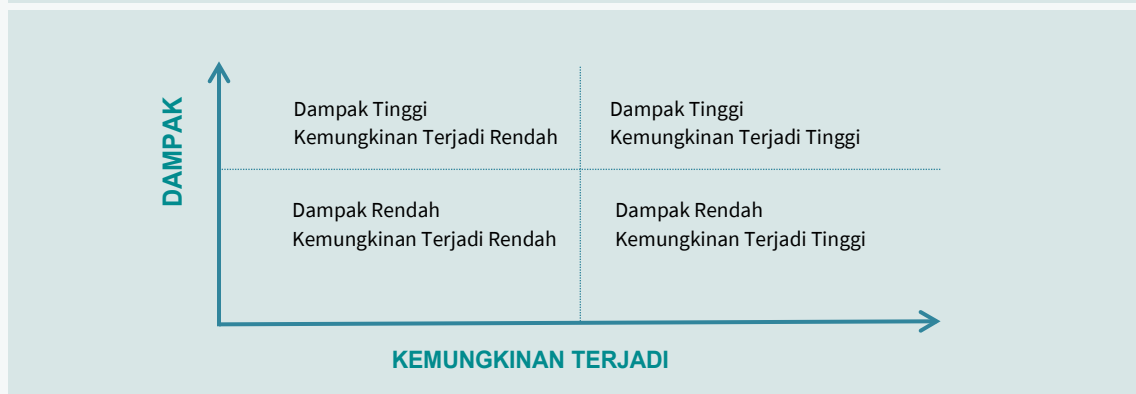 DAMPAK
Dampak Tinggi
Kemungkinan Terjadi Rendah
Dampak Tinggi
Kemungkinan Terjadi Tinggi
Dampak Rendah
Kemungkinan Terjadi Rendah
Dampak Rendah
Kemungkinan Terjadi Tinggi
KEMUNGKINAN TERJADI